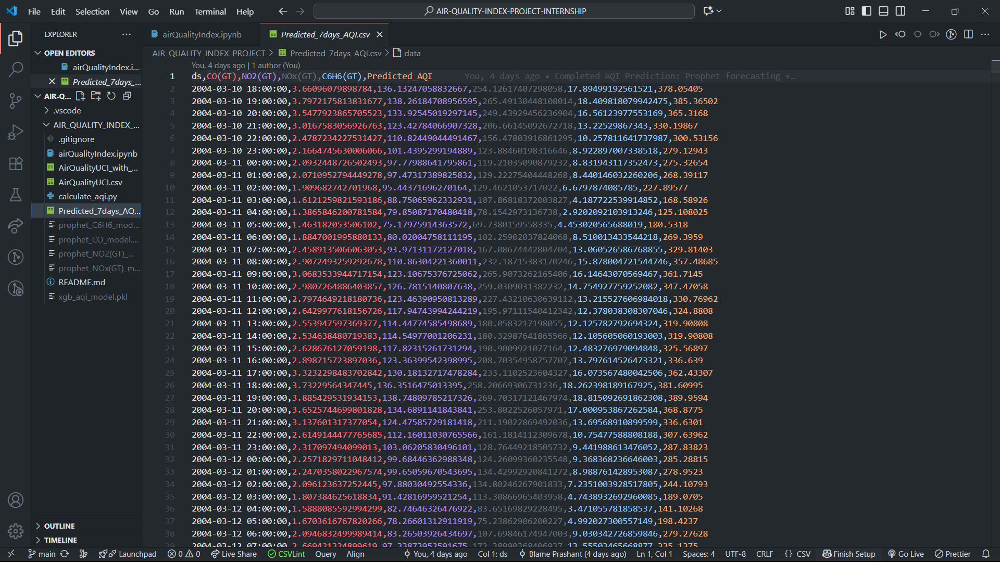 File Edit Selection View Go Run Terminal Help
AIR-QUALITY-INDEX-PROJECT-INTERNSHIP
EXPLORER
OPEN EDITORS
airQualityIndex.i...
Predicted_7days_...
AIR-Q...
.vscode
AIR_QUALITY_INDEX_...
.gitignore
airQualityIndex.ipynb
AirQualityUCI_with_...
AirQualityUCI.csv
calculate_aqi.py
Predicted_7days_AQ...
prophet_C6H6_mod...
prophet_CO_model....
prophet_NO2(GT)_...
prophet_NOx(GT)_m...
README.md
xgb_aqi_model.pkl
OUTLINE
TIMELINE
airQualityIndex.ipynb
Predicted_7days_AQI.csv
AIR_QUALITY_INDEX_PROJECT > Predicted_7days_AQI.csv > data
You, 4 days ago | 1 author (You)
1 ds,CO(GT),NO2(GT),NOx(GT),C6H6(GT),Predicted_AQI You, 4 days ago • Completed AQI Prediction: Prophet forecasting +…
2 2004-03-10 18:00:00,3.66096079898784,136.13247058832667,254.12617407298058,17.89499192561521,378.05405
3 2004-03-10 19:00:00,3.7972175813831677,138.26184708956595,265.49130448108014,18.409818079942475,385.36502
4 2004-03-10 20:00:00,3.5477923865705523,133.92545019297145,249.43929456236904,16.56123977553169,365.3168
5 2004-03-10 21:00:00,3.0167583056926763,123.42784066907328,206.66145092672718,13.22529867343,330.19867
6 2004-03-10 22:00:00,2.4787234227531427,110.82449044491467,156.47803916861295,10.257811641737987,300.53156
7 2004-03-10 23:00:00,2.1664745630006066,101.4395299194889,123.88460198316646,8.922897007338518,279.12943
8 2004-03-11 00:00:00,2.0932448726502493,97.77988641795861,119.21035090879232,8.831943117352473,275.32654
9 2004-03-11 01:00:00,2.0710952794449278,97.47317389825832,129.22275404448268,8.440146032260206,268.39117
10 2004-03-11 02:00:00,1.909682742701968,95.44371696270164,129.4621053717022,6.6797874085785,227.89577
11 2004-03-11 03:00:00,1.6121259821593186,88.75065962332931,107.86818372003827,4.187722539914852,168.58926
12 2004-03-11 04:00:00,1.3865846200781584,79.85087170480418,78.1542973136738,2.9202092103913246,125.108025
13 2004-03-11 05:00:00,1.463182053506102,75.17975914363572,69.7380159558335,4.453020565688019,180.5318
14 2004-03-11 06:00:00,1.8847001995880133,80.02004758111195,102.25902037824068,8.510013433544218,269.3959
15 2004-03-11 07:00:00,2.4589135066063053,93.97131172127018,167.08674442804704,13.060526586768855,329.81403
16 2004-03-11 08:00:00,2.9072493259292678,110.86304221360011,232.18715383170246,15.878004721544746,357.48685
17 2004-03-11 09:00:00,3.0683533944717154,123.10675376725062,265.9073262165406,16.14643070569467,361.7145
18 2004-03-11 10:00:00,2.9807264886403857,126.7815140807638,259.0309031382232,14.754927759252082,347.47058
19 2004-03-11 11:00:00,2.7974649218180736,123.46390950813289,227.43210630639112,13.215527606984018,330.76962
20 2004-03-11 12:00:00,2.6429977618156726,117.94743994244219,195.97111540412342,12.378038308307046,324.8808
21 2004-03-11 13:00:00,2.553947597369377,114.44774585498689,180.0583217198055,12.125782792694324,319.90808
22 2004-03-11 14:00:00,2.534638480719383,114.54977001206231,180.32987641865566,12.105605060193003,319.90808
23 2004-03-11 15:00:00,2.628676127059198,117.82315261731294,190.9009921077164,12.483276979094848,325.56897
24 2004-03-11 16:00:00,2.898715723897036,123.36399542398995,208.70354958757707,13.797614526473321,336.639
25 2004-03-11 17:00:00,3.3232298483702842,130.18132717478284,233.1102523604327,16.073567480042506,362.43307
26 2004-03-11 18:00:00,3.73229564347445,136.3516475013395,258.20669306731236,18.262398189167925,381.60995
27 2004-03-11 19:00:00,3.885429531934153,138.74809785217326,269.70317121467974,18.815092691862308,389.9594
28 2004-03-11 20:00:00,3.6525744699801828,134.6891141843841,253.8022526057971,17.000953867262584,368.8775
29 2004-03-11 21:00:00,3.137601317377054,124.47585729181418,211.19022869492036,13.69568910899599,336.6301
30 2004-03-11 22:00:00,2.6149144477765685,112.16011030765566,161.1814112309678,10.75477588808188,307.63962
31 2004-03-11 23:00:00,2.317097494099013,103.06205830496101,128.76449218505732,9.441988613476052,287.83823
32 2004-03-12 00:00:00,2.2571829711048412,99.68446362988348,124.26099360235548,9.368368236646003,285.28815
33 2004-03-12 01:00:00,2.2470358022967574,99.65059670543695,134.42992920841272,8.988761428953087,278.9523
34 2004-03-12 02:00:00,2.096123637252445,97.88030492554336,134.80246267901833,7.2351003928517805,244.10793
35 2004-03-12 03:00:00,1.807384625618834,91.42816959521254,113.30866965403958,4.7438932692960085,189.0705
36 2004-03-12 04:00:00,1.5888085592994299,82.74646326476922,83.65169829228495,3.471055781858537,141.10268
37 2004-03-12 05:00:00,1.6703616767820266,78.26601312911919,75.23862906200227,4.992027300557149,198.4237
38 2004-03-12 06:00:00,2.0946832499989414,83.26503926434697,107.69846174947003,9.030342726859846,279.27628
39 2004-03-12 07:00:00,2.669421324899619,97.33873952591675,172.38990368406937,13.55503465668877,335.1375
main Launchpad 0 0 Live Share CSVLint Query Align You, 4 days ago Col 1: ds Blame Prashant (4 days ago) Ln 1, Col 1 Spaces: 4 UTF-8 CRLF {} CSV Finish Setup Go Live Prettier